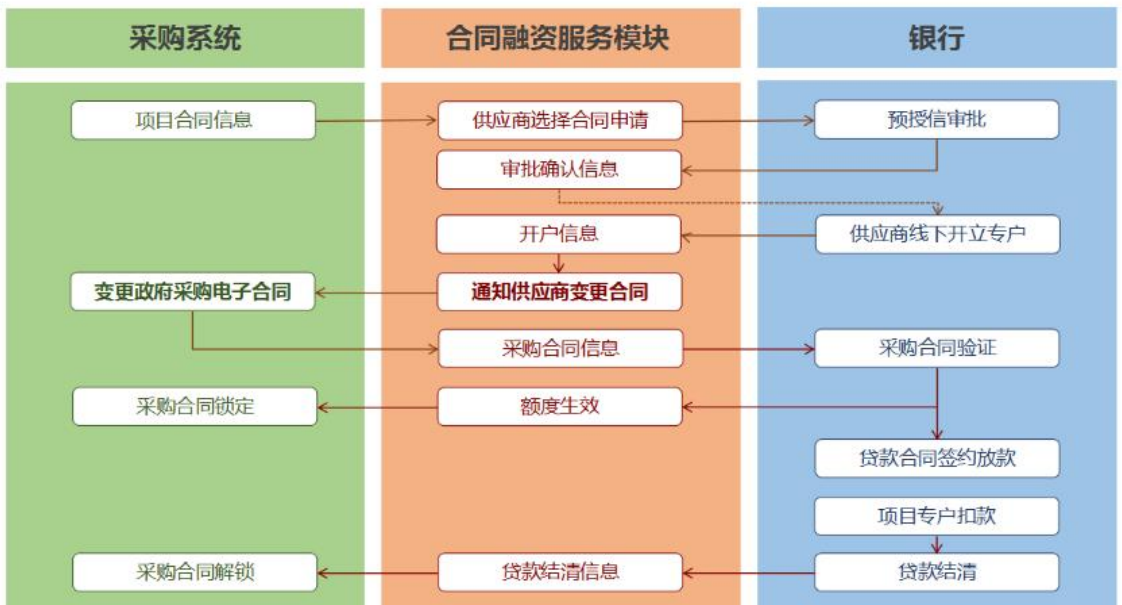 采购系统
合同融资服务模块
银行
项目合同信息
供应商选择合同申请
预授信审批
审批确认信息
开户信息
供应商线下开立专户
变更政府采购电子合同
通知供应商变更合同
采购合同信息
采购合同验证
采购合同锁定
额度生效
贷款合同签约放款
项目专户扣款
采购合同解锁
贷款结清信息
贷款结清